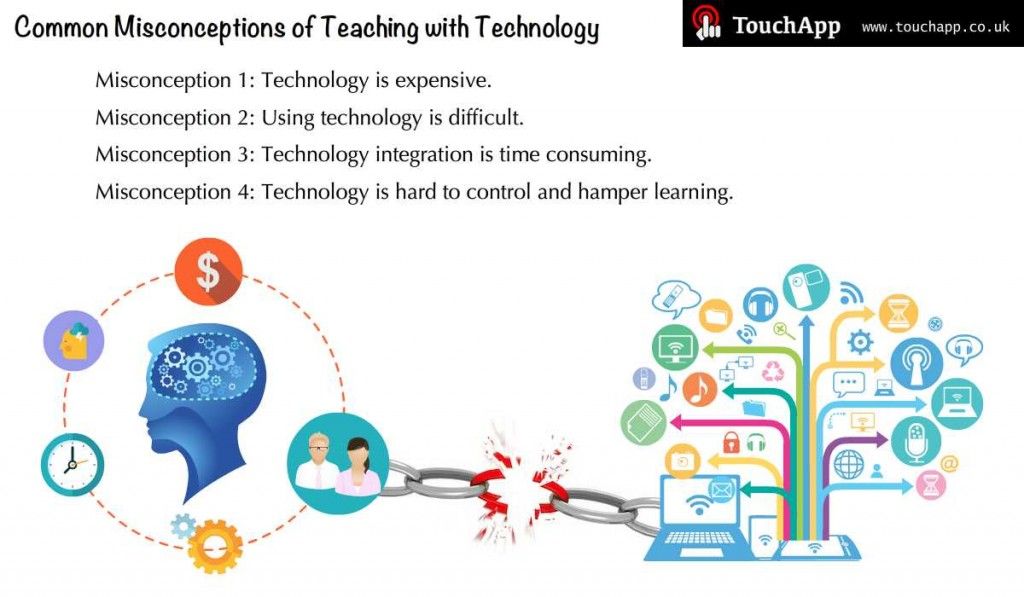 Common Misconceptions of Teaching with Technology
TouchApp www.touchapp.co.uk
Misconception 1: Technology is expensive.
Misconception 2: Using technology is difficult.
Misconception 3: Technology integration is time consuming.
Misconception 4: Technology is hard to control and hamper learning.
$
@